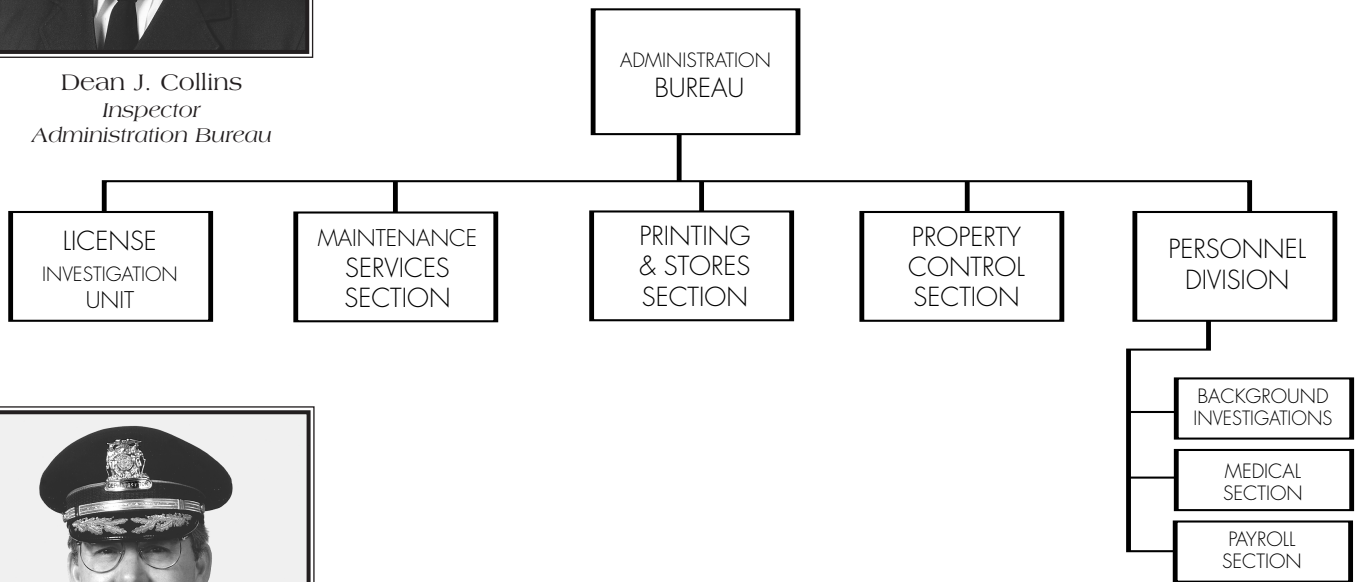 Dean J. Collins
Inspector
Administration Bureau
ADMINISTRATION
BUREAU
LICENSE
INVESTIGATION
UNIT
MAINTENANCE
SERVICES
SECTION
PRINTING
& STORES
SECTION
PROPERTY
CONTROL
SECTION
PERSONNEL
DIVISION
BACKGROUND
INVESTIGATIONS
MEDICAL
SECTION
PAYROLL
SECTION